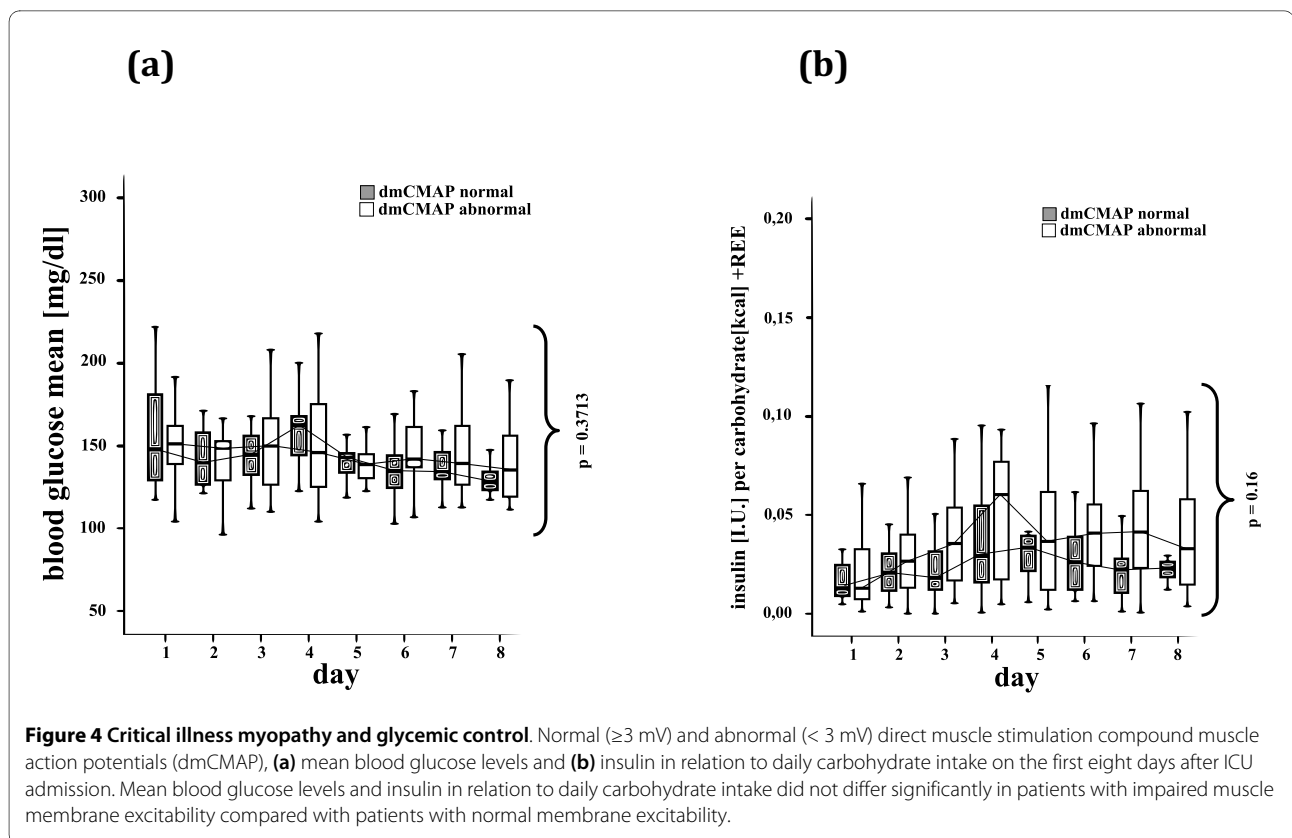 (a)
(b)
blood glucose mean [mg/dl]
300
250
200
150
100
50
dmCMAP normal
dmCMAP abnormal
p = 0.3713
1 2 3 4 5 6 7 8
day
insulin [I.U.] per carbohydrate[kcal] +REE
0,20
0,15
0,10
0,05
0,00
dmCMAP normal
dmCMAP abnormal
p = 0.16
1 2 3 4 5 6 7 8
day
Figure 4 Critical illness myopathy and glycemic control. Normal (≥3 mV) and abnormal (< 3 mV) direct muscle stimulation compound muscle
action potentials (dmCMAP), (a) mean blood glucose levels and (b) insulin in relation to daily carbohydrate intake on the first eight days after ICU
admission. Mean blood glucose levels and insulin in relation to daily carbohydrate intake did not differ significantly in patients with impaired muscle
membrane excitability compared with patients with normal membrane excitability.